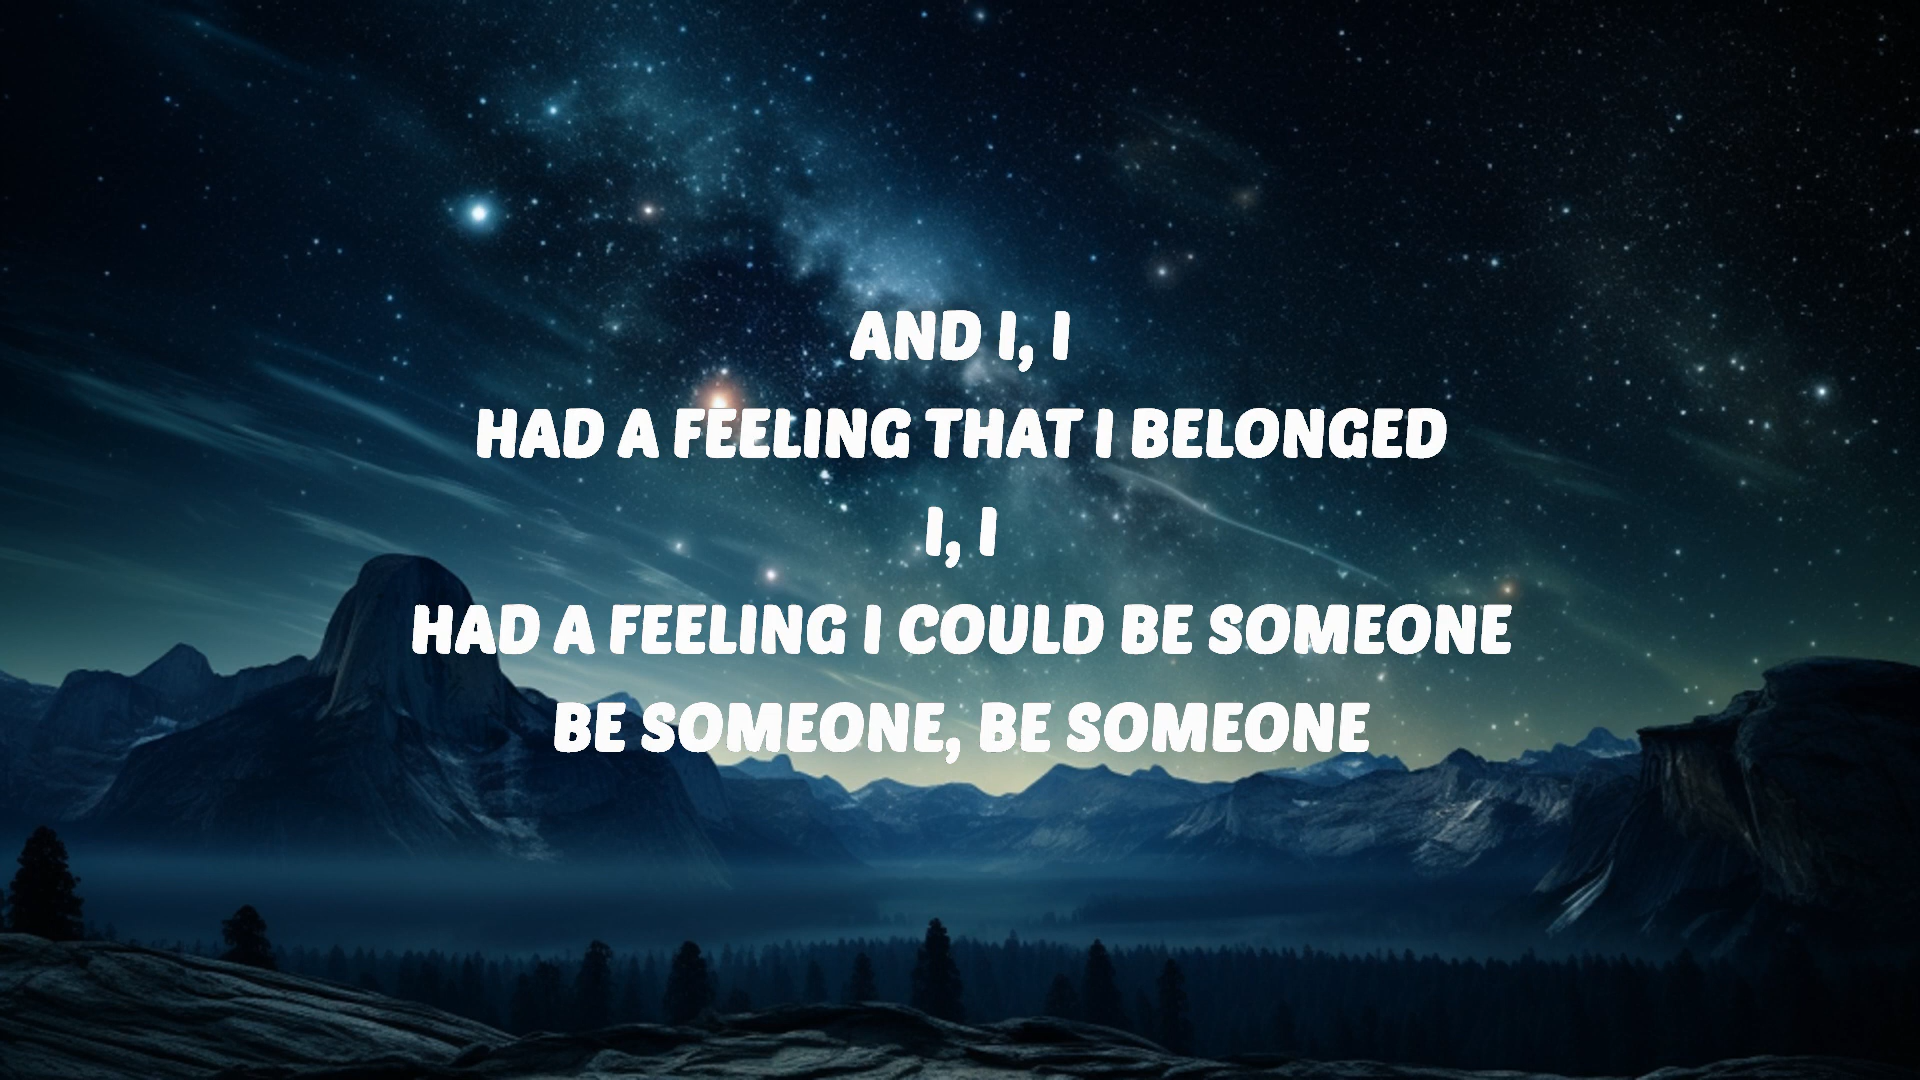 AND I, I
HAD A FEELING THAT I BELONGED
I, I
HAD A FEELING I COULD BE SOMEONE
BE SOMEONE, BE SOMEONE